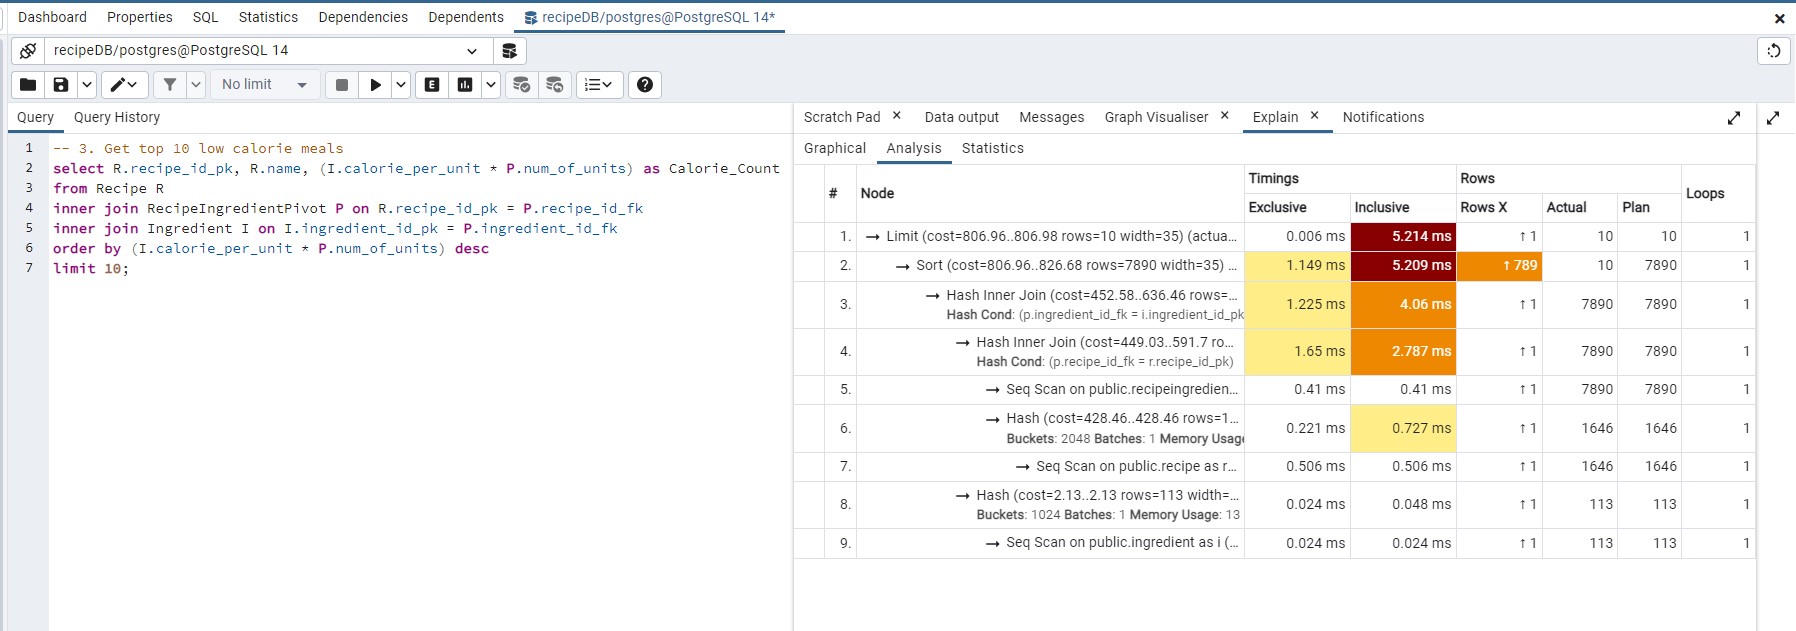 Dashboard Properties SQL Statistics Dependencies Dependents recipeDB/postgres@PostgreSQL 14*
recipeDB/postgres@PostgreSQL 14
No limit E
Query Query History
1 -- 3. Get top 10 low calorie meals
2 select R.recipe_id_pk, R.name, (I.calorie_per_unit * P.num_of_units) as Calorie_Count
3 from Recipe R
4 inner join RecipeIngredientPivot P on R.recipe_id_pk = P.recipe_id_fk
5 inner join Ingredient I on I.ingredient_id_pk = P.ingredient_id_fk
6 order by (I.calorie_per_unit * P.num_of_units) desc
7 limit 10;
Scratch Pad Data output Messages Graph Visualiser Explain Notifications
Graphical Analysis Statistics
# Node Timings Rows Loops
Exclusive Inclusive Rows X Actual Plan
1. → Limit (cost=806.96..806.98 rows=10 width=35) (actua... 0.006 ms 5.214 ms ↑ 1 10 10 1
2. → Sort (cost=806.96..826.68 rows=7890 width=35) ... 1.149 ms 5.209 ms ↑ 789 10 7890 1
3. → Hash Inner Join (cost=452.58..636.46 rows=... 1.225 ms 4.06 ms ↑ 1 7890 7890 1
Hash Cond: (p.ingredient_id_fk = i.ingredient_id_pk
4. → Hash Inner Join (cost=449.03..591.7 ro... 1.65 ms 2.787 ms ↑ 1 7890 7890 1
Hash Cond: (p.recipe_id_fk = r.recipe_id_pk)
5. → Seq Scan on public.recipeingredien... 0.41 ms 0.41 ms ↑ 1 7890 7890 1
6. → Hash (cost=428.46..428.46 rows=1... 0.221 ms 0.727 ms ↑ 1 1646 1646 1
Buckets: 2048 Batches: 1 Memory Usage
7. → Seq Scan on public.recipe as r... 0.506 ms 0.506 ms ↑ 1 1646 1646 1
8. → Hash (cost=2.13..2.13 rows=113 width=... 0.024 ms 0.048 ms ↑ 1 113 113 1
Buckets: 1024 Batches: 1 Memory Usage: 13
9. → Seq Scan on public.ingredient as i (... 0.024 ms 0.024 ms ↑ 1 113 113 1